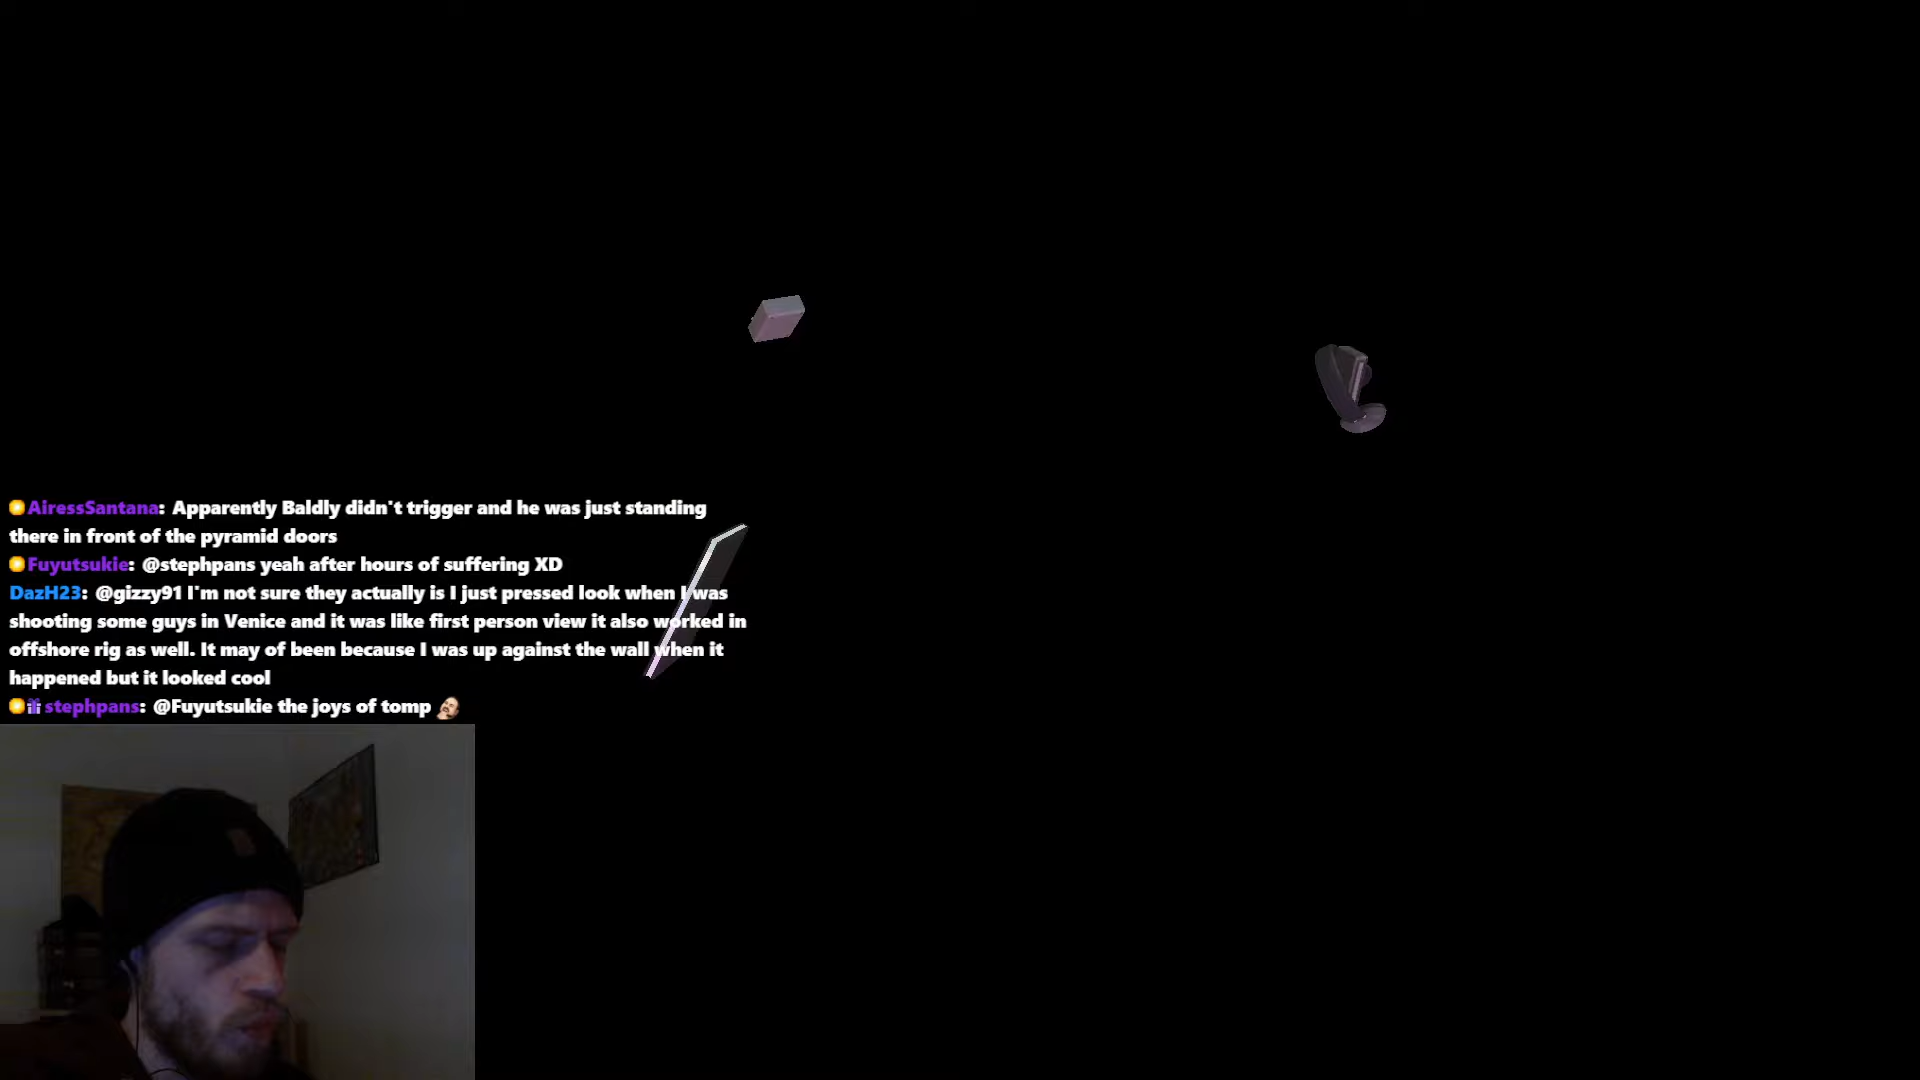 AiressSantana: Apparently Baldly didn't trigger and he was just standing
there in front of the pyramid doors
Fuyutsukie: @stephpans yeah after hours of suffering XD
DazH23: @gizzy91 I'm not sure they actually is I just pressed look when I was
shooting some guys in Venice and it was like first person view it also worked in
offshore rig as well. It may of been because I was up against the wall when it
happened but it looked cool
stephpans: @Fuyutsukie the joys of tomp